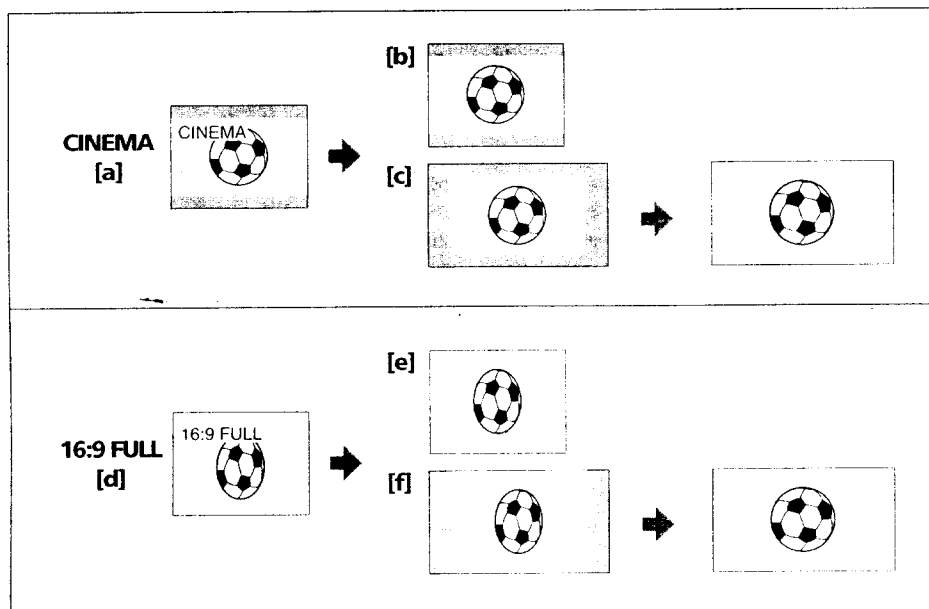 [b]
CINEMA
[a]
CINEMA
[c]
[e]
16:9 FULL
[d]
16:9 FULL
[f]